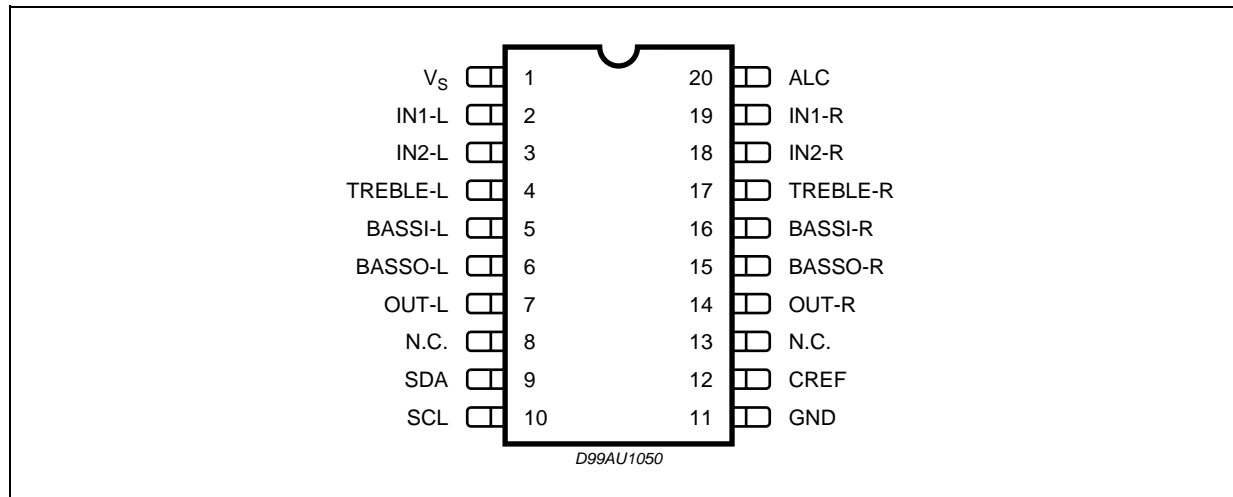 V_S 1 20 ALC
IN1-L 2 19 IN1-R
IN2-L 3 18 IN2-R
TREBLE-L 4 17 TREBLE-R
BASSI-L 5 16 BASSI-R
BASSO-L 6 15 BASSO-R
OUT-L 7 14 OUT-R
N.C. 8 13 N.C.
SDA 9 12 CREF
SCL 10 11 GND
D99AU1050